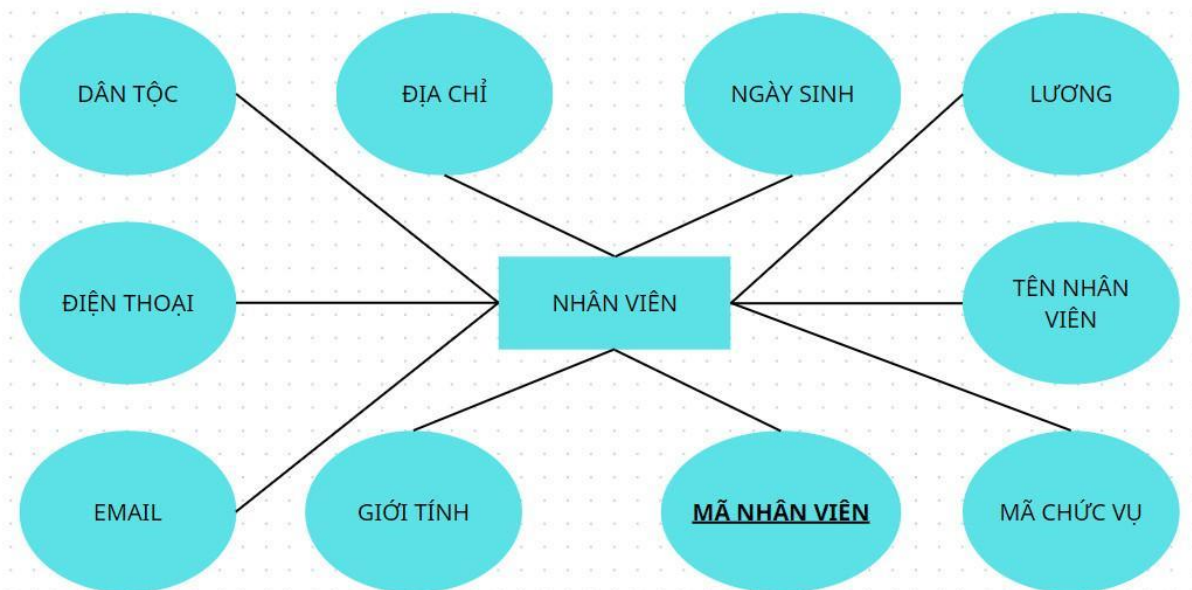 DÂN TỘC
ĐỊA CHỈ
NGÀY SINH
LƯƠNG
ĐIỆN THOẠI
NHÂN VIÊN
TÊN NHÂN
VIÊN
EMAIL
GIỚI TÍNH
MÃ NHÂN VIÊN
MÃ CHỨC VỤ